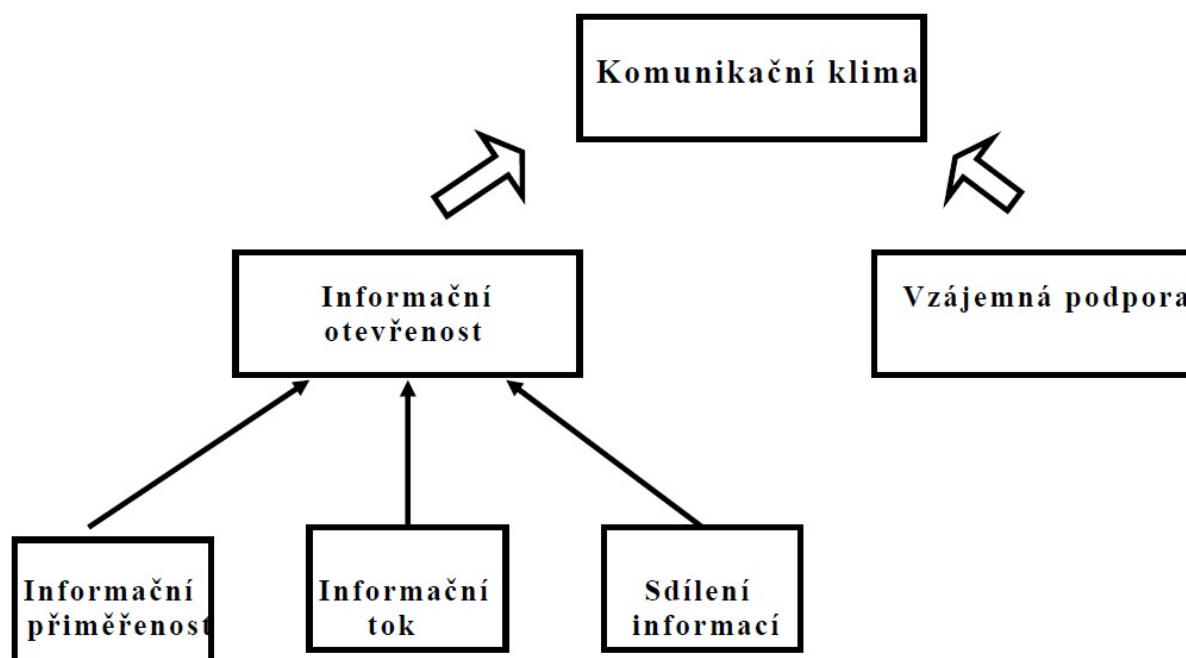 Komunikační klima
Informační
otevřenost
Vzájemná podpora
Informační
přiměřenost
Informační
tok
Sdílení
informací